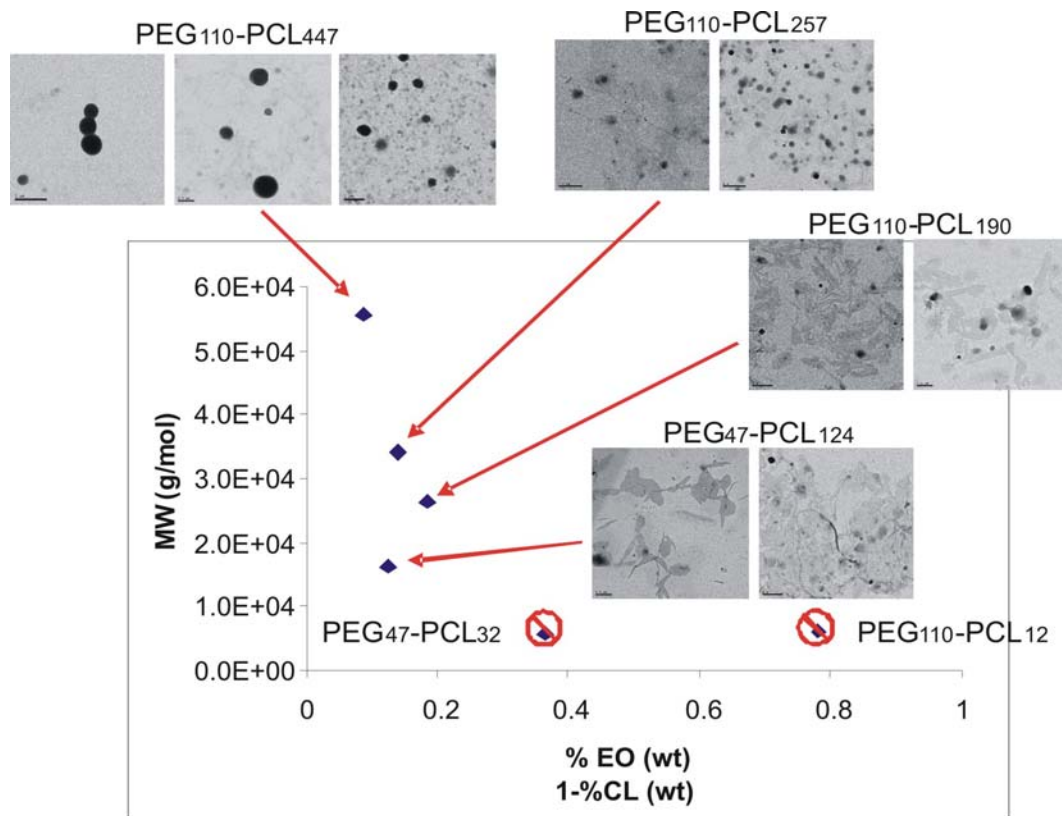 PEG110-PCL447
PEG110-PCL257
PEG110-PCL190
PEG47-PCL124
6.0E+04
5.0E+04
4.0E+04
3.0E+04
2.0E+04
1.0E+04
0.0E+00
MW (g/mol)
PEG47-PCL32
PEG110-PCL12
0 0.2 0.4 0.6 0.8 1
% EO (wt)
1-%CL (wt)